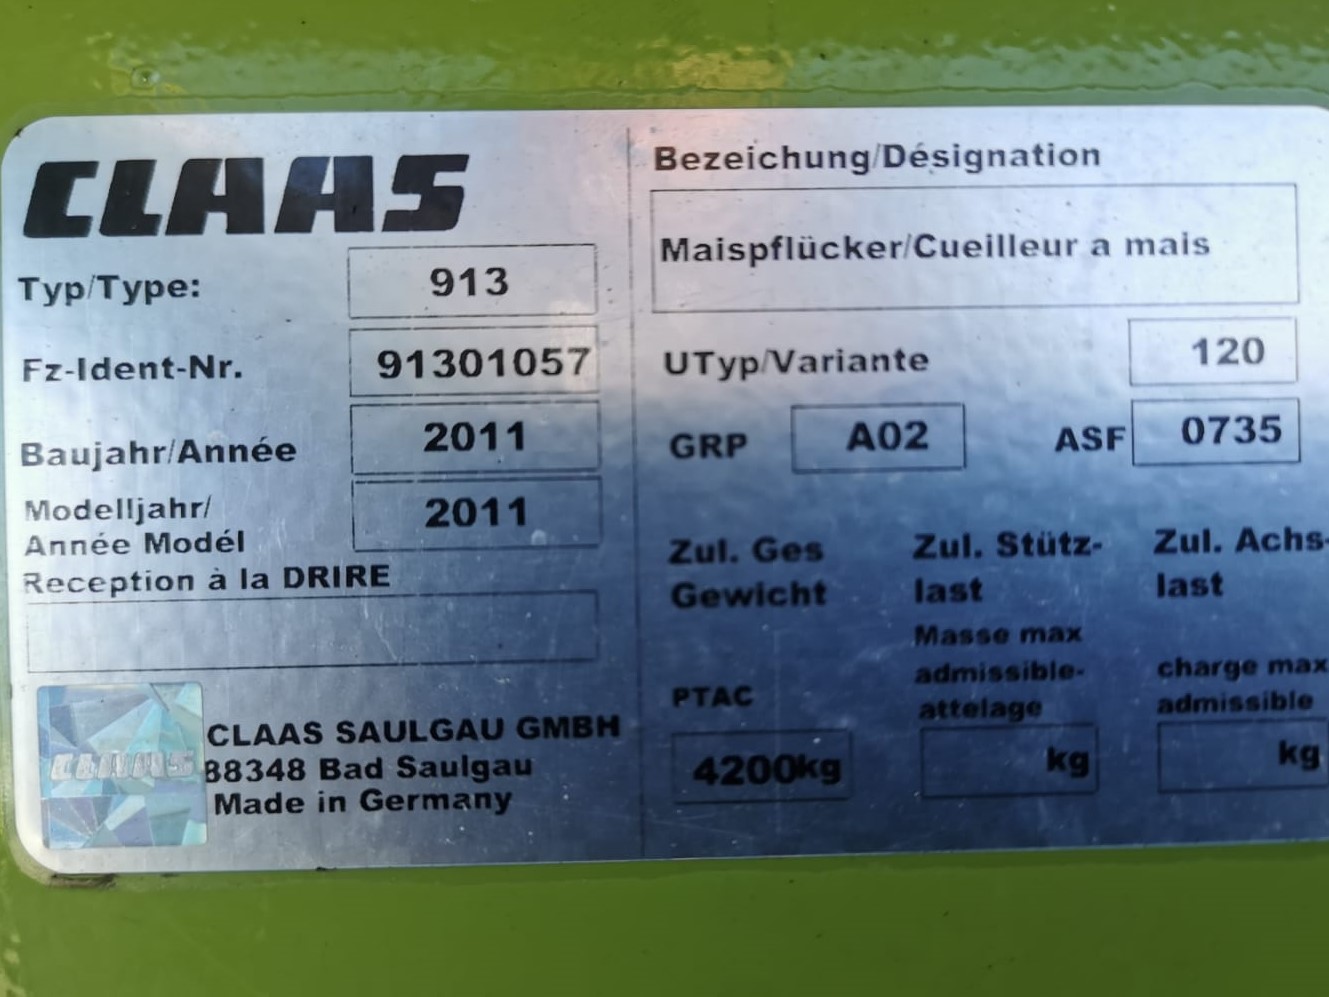 CLAAS
Typ/Type: 913
Fz-Ident-Nr. 91301057
Baujahr/Année 2011
Modelljahr/
Année Modél 2011
Reception à la DRIRE
CLAAS
CLAAS SAULGAU GMBH
88348 Bad Saulgau
Made in Germany
Bezeichung/Désignation
Maispflücker/Cueilleur a mais
UTyp/Variante 120
GRP A02 ASF 0735
Zul. Ges Zul. Stütz- Zul. Achs-
Gewicht last last
Masse max
admissible- charge max
PTAC attelage admissible
4200kg kg kg